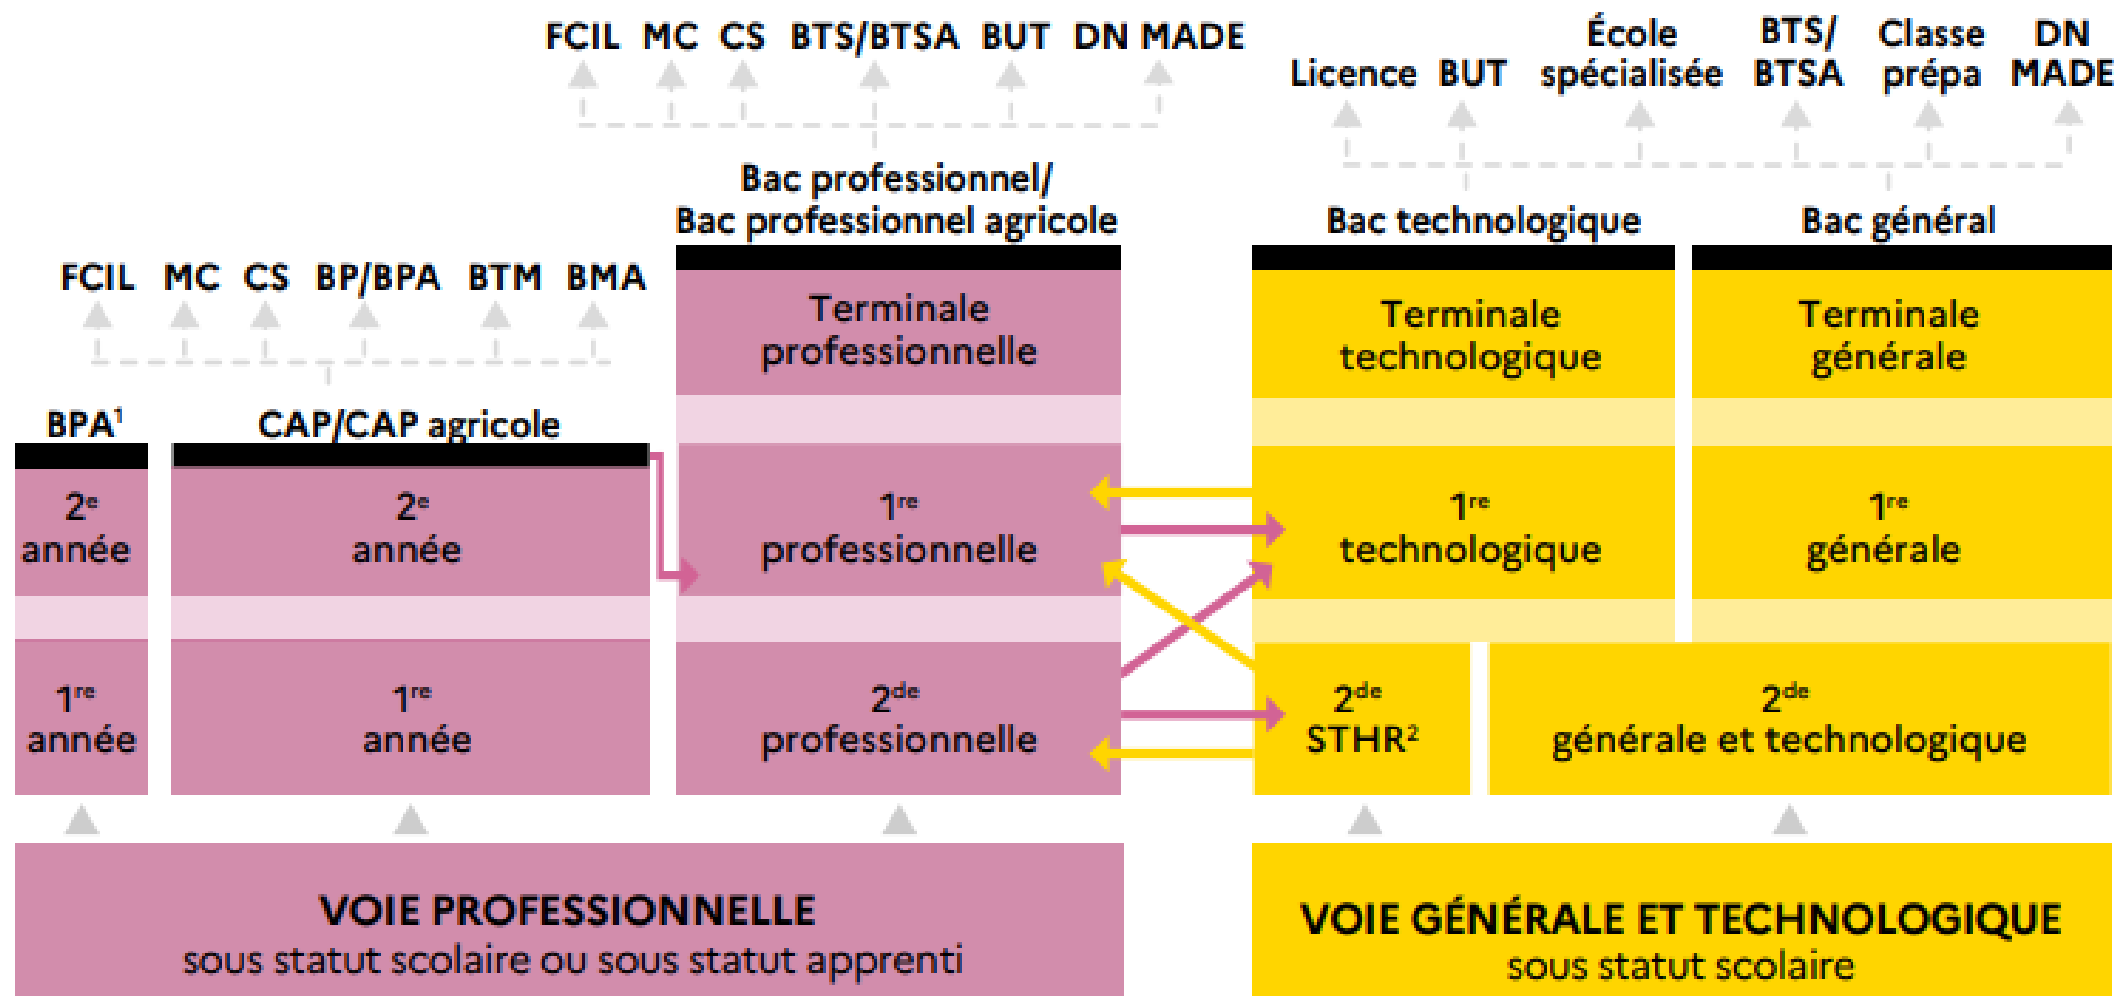 FCIL MC CS BTS/BTSA BUT DN MADE
Licence BUT École spécialisée BTS/BTSA Classe prépa DN MADE
Bac professionnel/
Bac professionnel agricole
Bac technologique
Bac général
FCIL MC CS BP/BPA BTM BMA
BPA¹
CAP/CAP agricole
Terminale
professionnelle
Terminale
technologique
Terminale
générale
2e
année
2e
année
1re
professionnelle
1re
technologique
1re
générale
1re
année
1re
année
2de
professionnelle
2de
STHR²
2de
générale et technologique
VOIE PROFESSIONNELLE
sous statut scolaire ou sous statut apprenti
VOIE GÉNÉRALE ET TECHNOLOGIQUE
sous statut scolaire